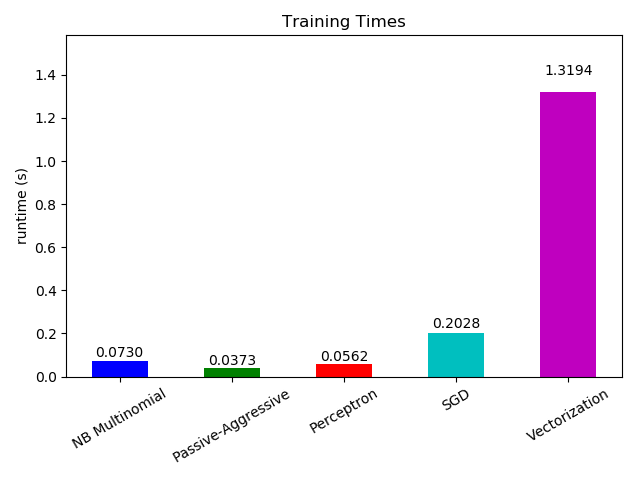 Training Times
runtime (s)
1.4
1.2
1.0
0.8
0.6
0.4
0.2
0.0
0.0730
0.0373
0.0562
0.2028
1.3194
NB Multinomial
Passive-Aggressive
Perceptron
SGD
Vectorization